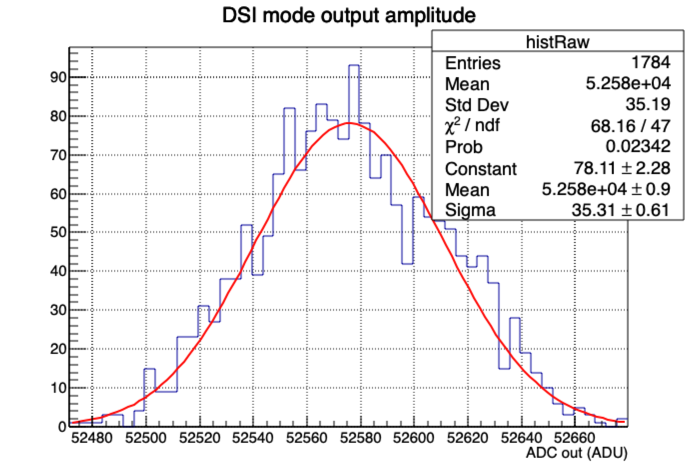 DSI mode output amplitude
histRaw
Entries 1784
Mean 5.258e+04
Std Dev 35.19
χ² / ndf 68.16 / 47
Prob 0.02342
Constant 78.11 ± 2.28
Mean 5.258e+04 ± 0.9
Sigma 35.31 ± 0.61
90
80
70
60
50
40
30
20
10
0
52480 52500 52520 52540 52560 52580 52600 52620 52640 52660
ADC out (ADU)